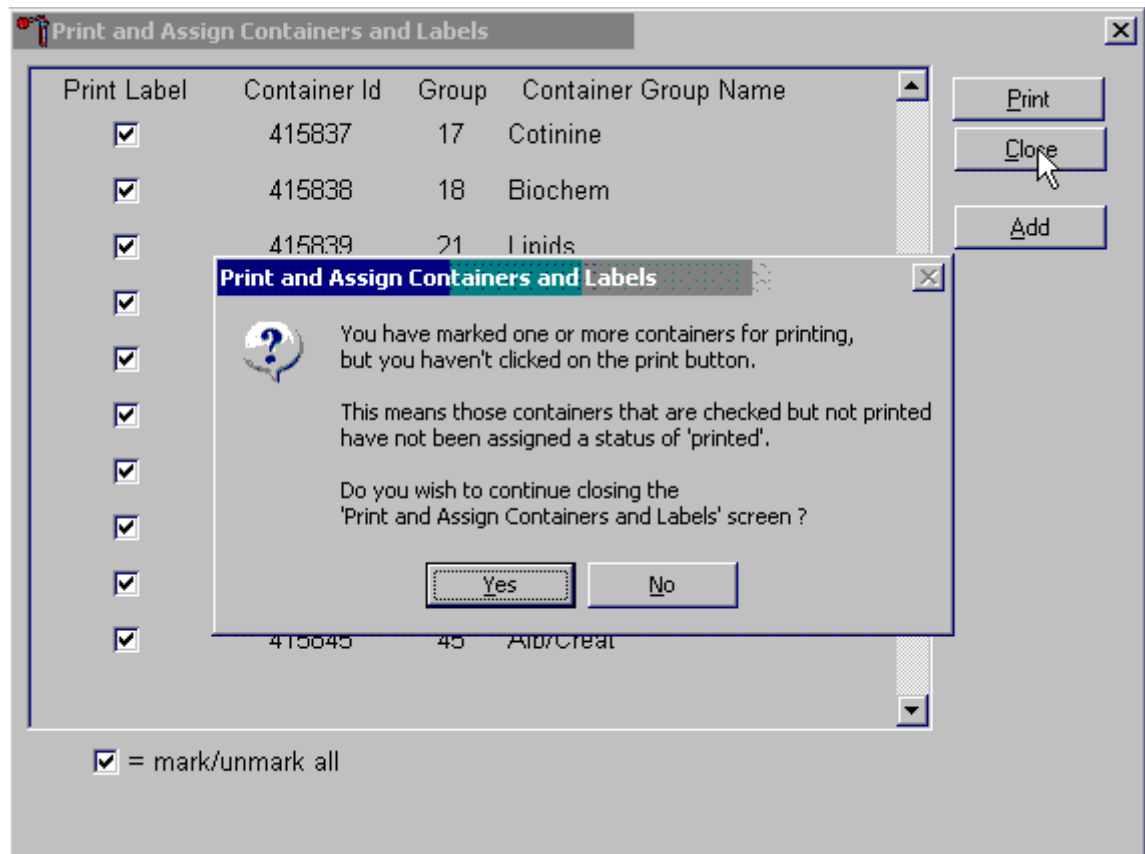 Print and Assign Containers and Labels
Print Label Container Id Group Container Group Name
415837 17 Cotinine
415838 18 Biochem
415839 21 Lipids
Print
Close
Add
Print and Assign Containers and Labels
You have marked one or more containers for printing,
but you haven't clicked on the print button.
This means those containers that are checked but not printed
have not been assigned a status of 'printed'.
Do you wish to continue closing the
'Print and Assign Containers and Labels' screen ?
Yes No
415845 45 Alb/Creat
= mark/unmark all